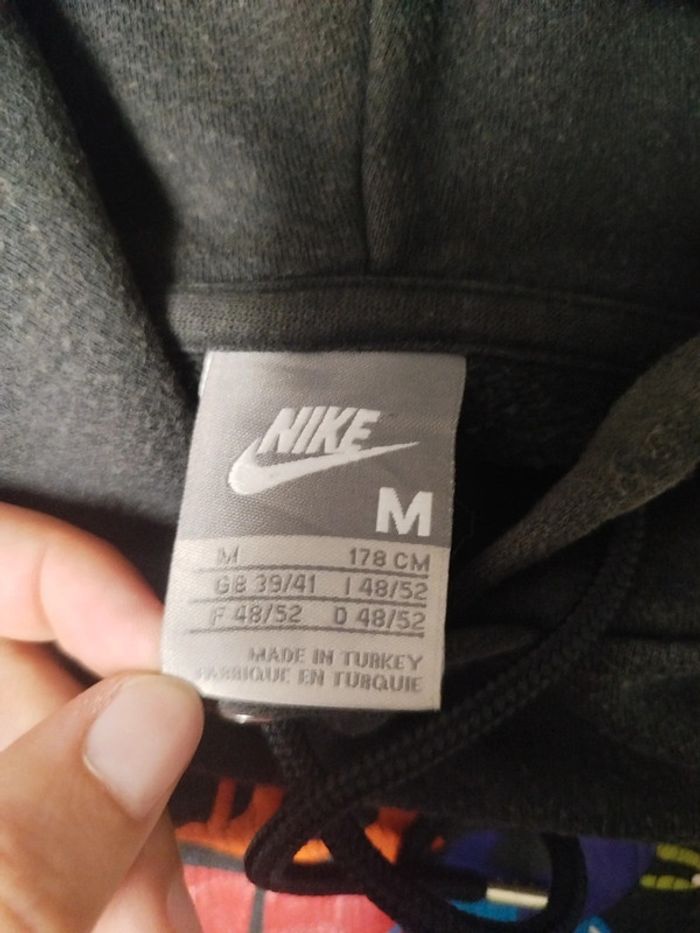 NIKE
M
M 178 CM
GB 39/41 I 48/52
F 48/52 D 48/52
MADE IN TURKEY
FABRIQUE EN TURQUIE